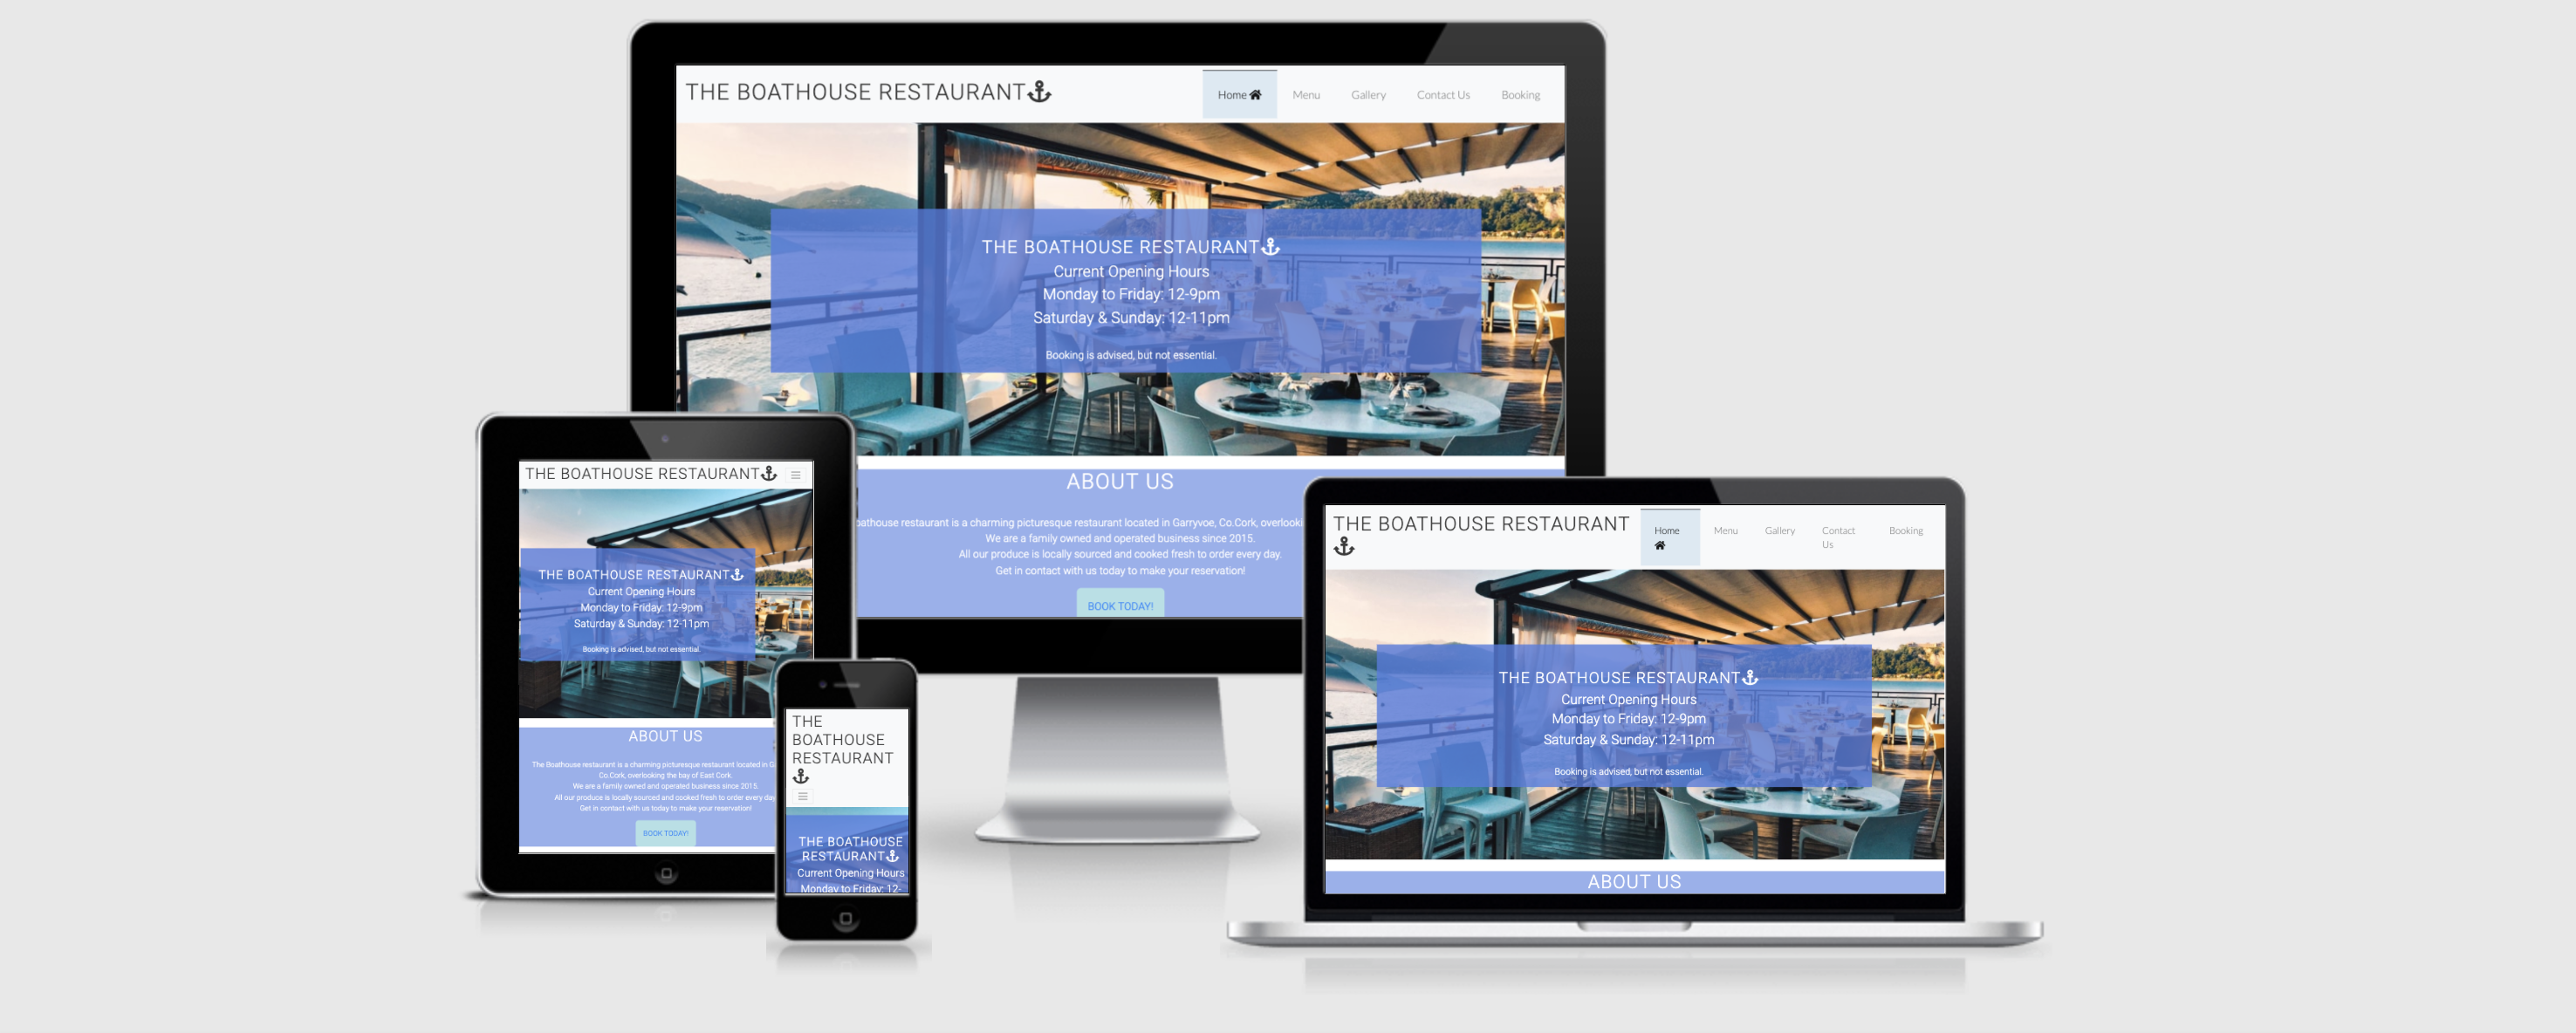 THE BOATHOUSE RESTAURANT
Home
Menu
Gallery
Contact Us
Booking
THE BOATHOUSE RESTAURANT
Current Opening Hours
Monday to Friday: 12-9pm
Saturday & Sunday: 12-11pm
Booking is advised, but not essential.
ABOUT US
restaurant is a charming picturesque restaurant located in Garryvoe, Co.Cork,
We are a family owned and operated business since 2015.
All our produce is locally sourced and cooked fresh to order every day.
Get in contact with us today to make your reservation!
BOOK TODAY!
THE BOATHOUSE RESTAURANT
THE BOATHOUSE RESTAURANT
Current Opening Hours
Monday to Friday: 12-9pm
Saturday & Sunday: 12-11pm
Booking is advised, but not essential.
ABOUT US
The Boathouse restaurant is a charming picturesque restaurant located in
Co.Cork, overlooking the bay of East Cork.
We are a family owned and operated business since 2015.
All our produce is locally sourced and cooked fresh to order every day
Get in contact with us today to make your reservation!
BOOK TODAY!
THE
BOATHOUSE
RESTAURANT
THE BOATHOUSE
RESTAURANT
Current Opening Hours
Monday to Friday: 12-
THE BOATHOUSE RESTAURANT
Home
Menu
Gallery
Contact
Us
Booking
THE BOATHOUSE RESTAURANT
Current Opening Hours
Monday to Friday: 12-9pm
Saturday & Sunday: 12-11pm
Booking is advised, but not essential.
ABOUT US